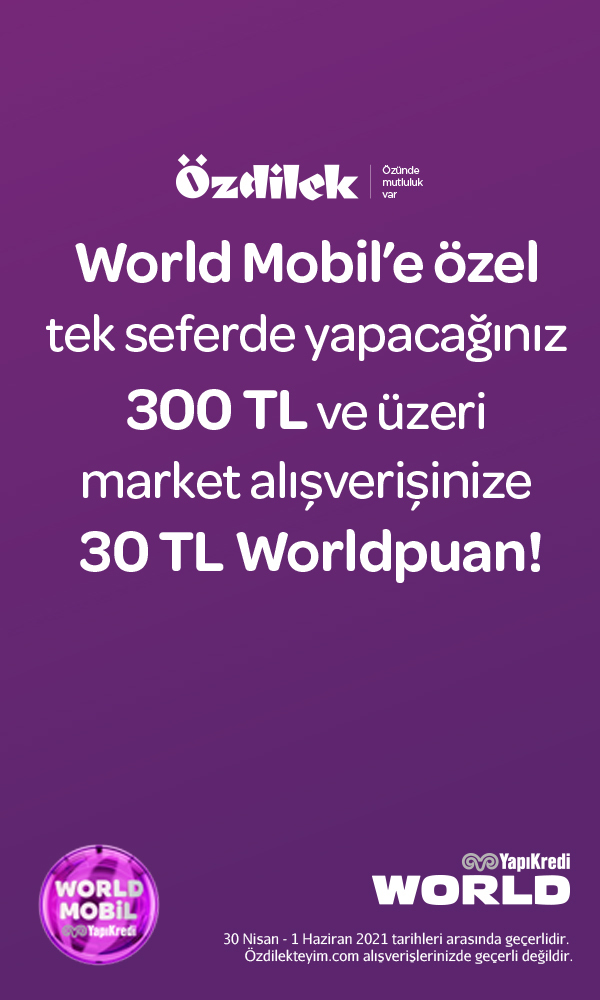 Özdilek
Özünde
mutluluk
var
World Mobil’e özel
tek seferde yapacağınız
300 TL ve üzeri
market alışverişinize
30 TL Worldpuan!
WORLD
MOBİL
YapıKredi
YapıKredi
WORLD
30 Nisan - 1 Haziran 2021 tarihleri arasında geçerlidir.
Özdilekteyim.com alışverişlerinizde geçerli değildir.